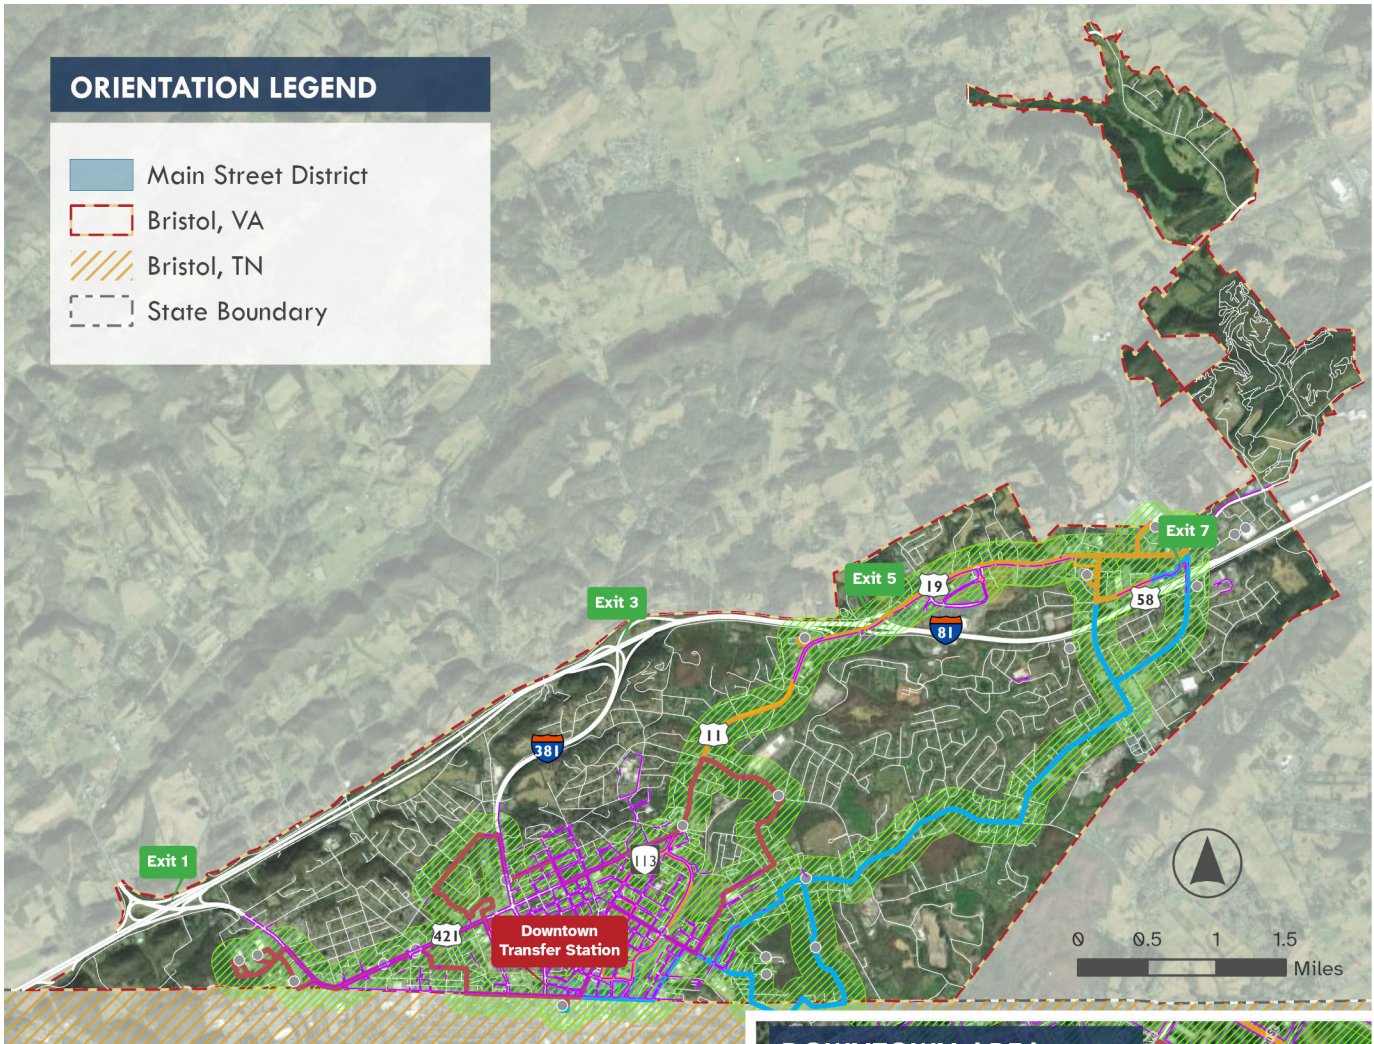 ORIENTATION LEGEND
Main Street District
Bristol, VA
Bristol, TN
State Boundary
Exit 7
Exit 5
19
58
Exit 3
81
11
381
Exit 1
113
421
Downtown
Transfer Station
0 0.5 1 1.5
Miles